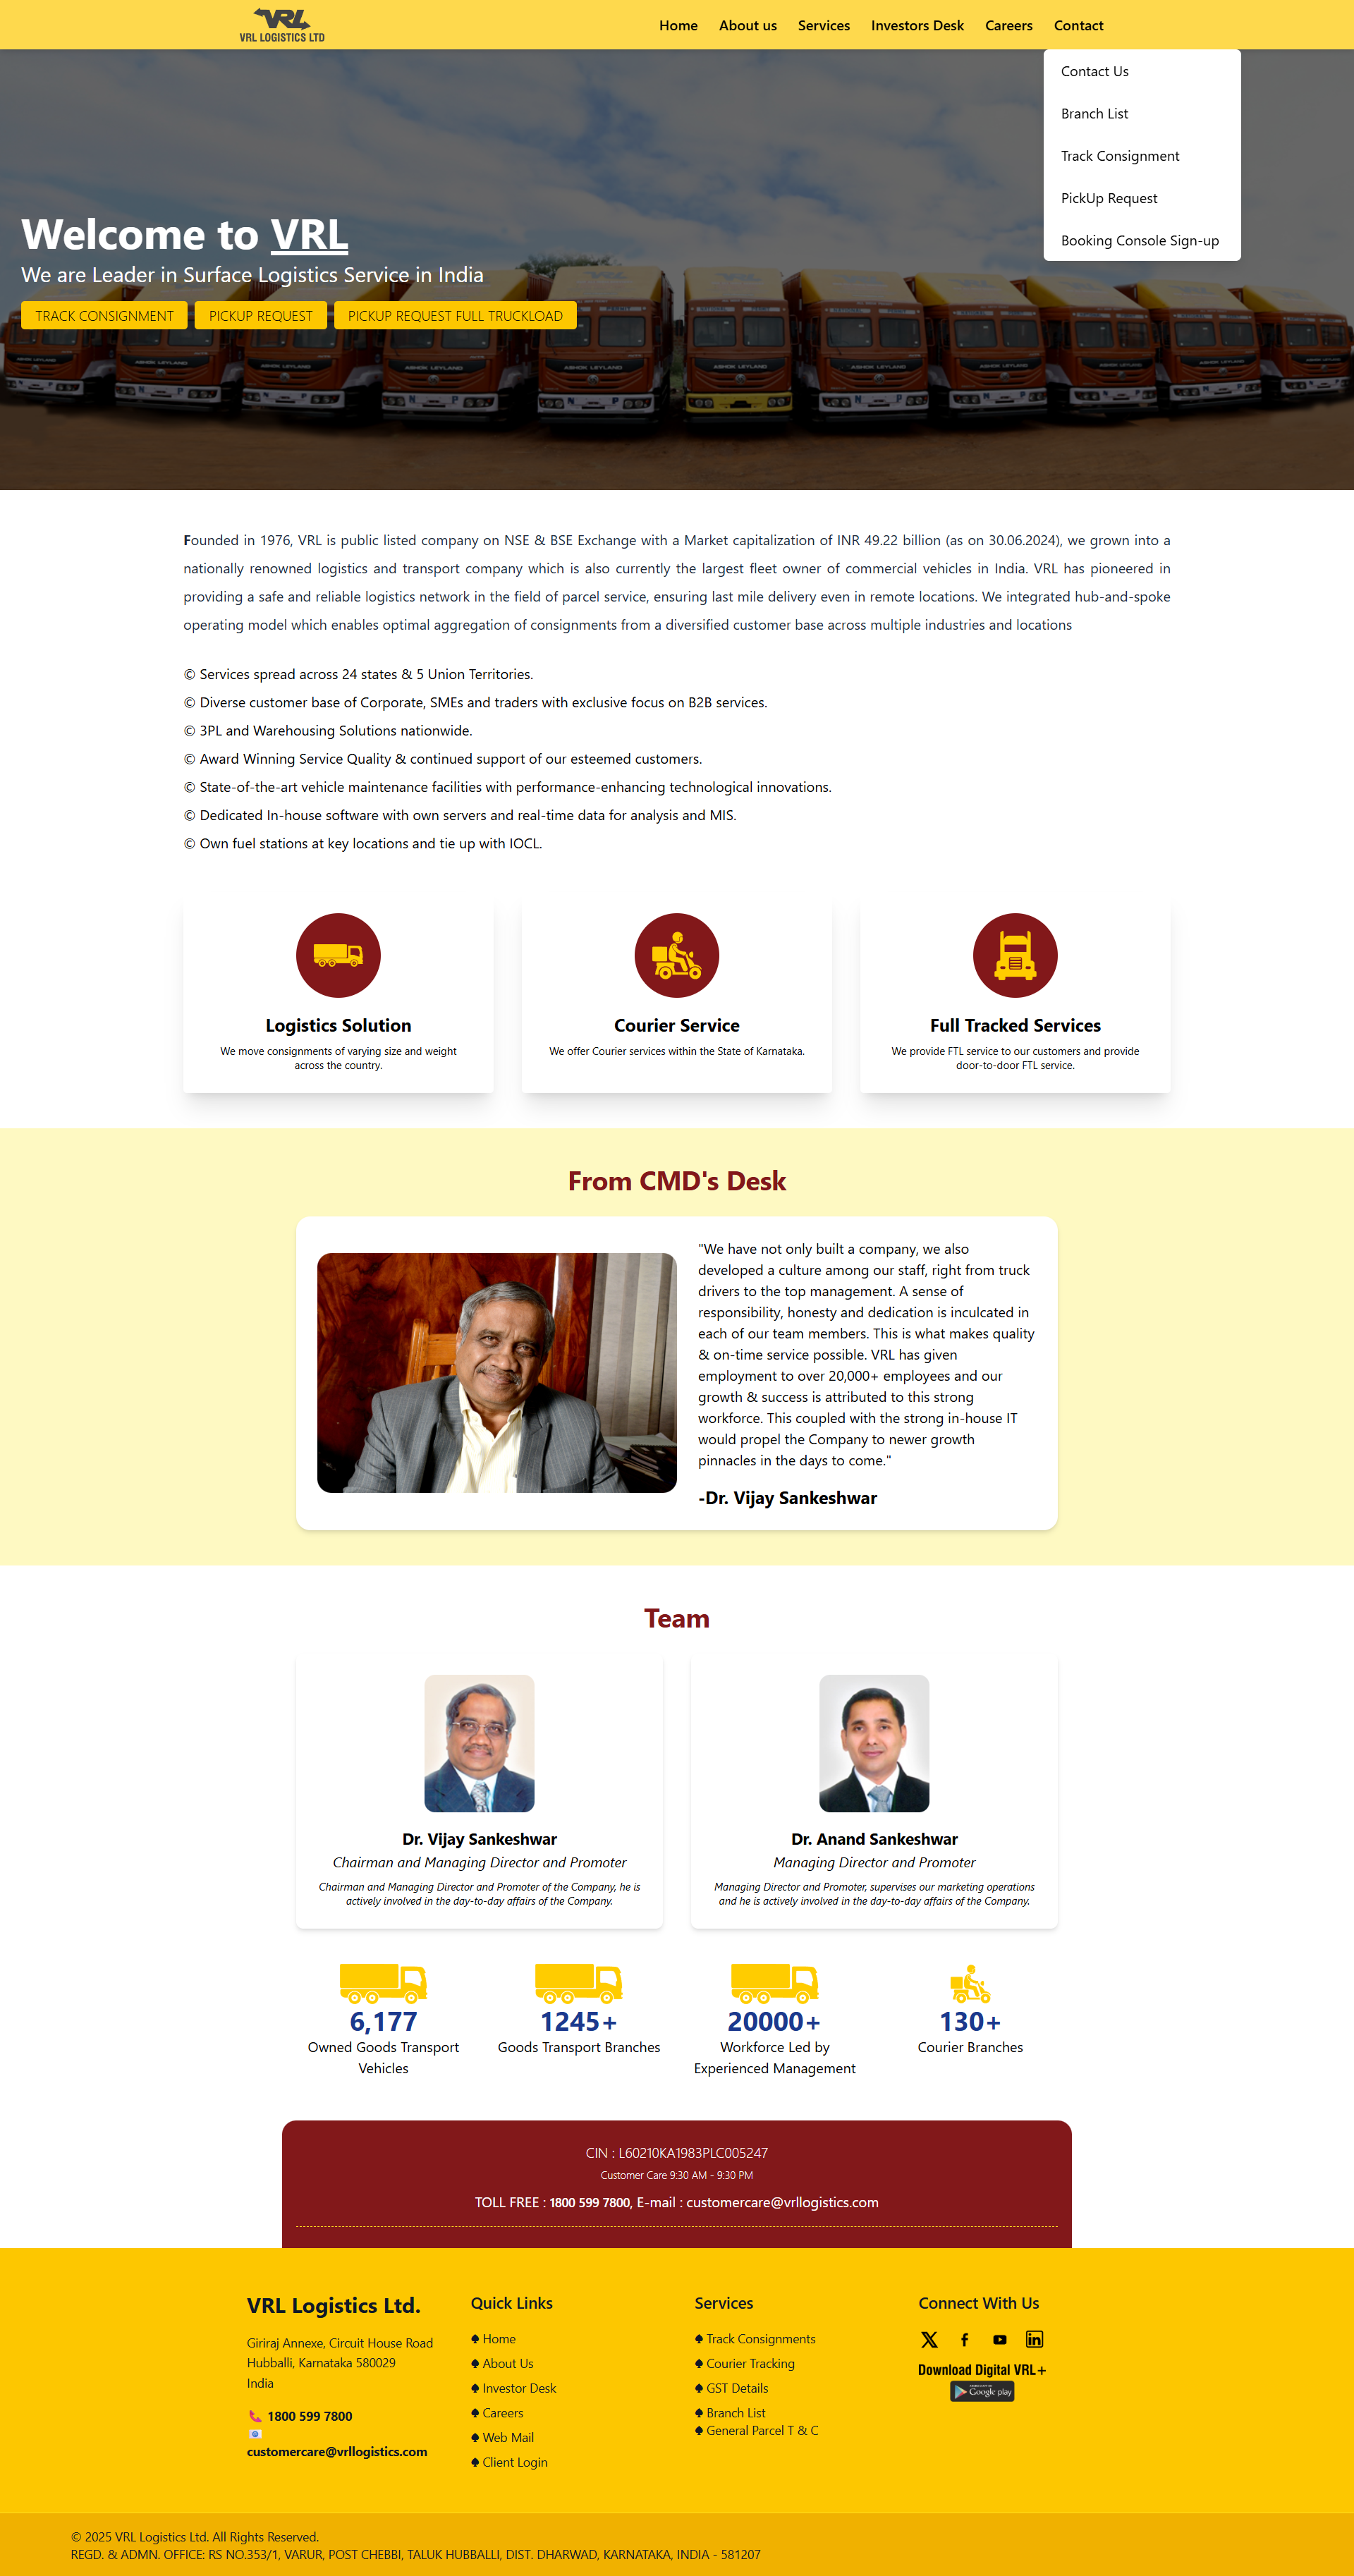 VRL
VRL LOGISTICS LTD
Home
About us
Services
Investors Desk
Careers
Contact
Contact Us
Branch List
Track Consignment
PickUp Request
Booking Console Sign-up
Welcome to VRL
We are Leader in Surface Logistics Service in India
TRACK CONSIGNMENT
PICKUP REQUEST
PICKUP REQUEST FULL TRUCKLOAD
ASHOK LEYLAND
ASHOK LEYLAND
ASHOK LEYLAND
ASHOK LEYLAND
ASHOK LEYLAND
Founded in 1976, VRL is public listed company on NSE & BSE Exchange with a Market capitalization of INR 49.22 billion (as on 30.06.2024), we grown into a
nationally renowned logistics and transport company which is also currently the largest fleet owner of commercial vehicles in India. VRL has pioneered in
providing a safe and reliable logistics network in the field of parcel service, ensuring last mile delivery even in remote locations. We integrated hub-and-spoke
operating model which enables optimal aggregation of consignments from a diversified customer base across multiple industries and locations
© Services spread across 24 states & 5 Union Territories.
© Diverse customer base of Corporate, SMEs and traders with exclusive focus on B2B services.
© 3PL and Warehousing Solutions nationwide.
© Award Winning Service Quality & continued support of our esteemed customers.
© State-of-the-art vehicle maintenance facilities with performance-enhancing technological innovations.
© Dedicated In-house software with own servers and real-time data for analysis and MIS.
© Own fuel stations at key locations and tie up with IOCL.
Logistics Solution
We move consignments of varying size and weight
across the country.
Courier Service
We offer Courier services within the State of Karnataka.
Full Tracked Services
We provide FTL service to our customers and provide
door-to-door FTL service.
From CMD's Desk
"We have not only built a company, we also
developed a culture among our staff, right from truck
drivers to the top management. A sense of
responsibility, honesty and dedication is inculcated in
each of our team members. This is what makes quality
& on-time service possible. VRL has given
employment to over 20,000+ employees and our
growth & success is attributed to this strong
workforce. This coupled with the strong in-house IT
would propel the Company to newer growth
pinnacles in the days to come."
-Dr. Vijay Sankeshwar
Team
Dr. Vijay Sankeshwar
Chairman and Managing Director and Promoter
Chairman and Managing Director and Promoter of the Company, he is
actively involved in the day-to-day affairs of the Company.
Dr. Anand Sankeshwar
Managing Director and Promoter
Managing Director and Promoter, supervises our marketing operations
and he is actively involved in the day-to-day affairs of the Company.
6,177
Owned Goods Transport
Vehicles
1245+
Goods Transport Branches
20000+
Workforce Led by
Experienced Management
130+
Courier Branches
CIN : L60210KA1983PLC005247
Customer Care 9:30 AM - 9:30 PM
TOLL FREE : 1800 599 7800, E-mail : customercare@vrllogistics.com
VRL Logistics Ltd.
Giriraj Annexe, Circuit House Road
Hubballi, Karnataka 580029
India
1800 599 7800
customercare@vrllogistics.com
Quick Links
Home
About Us
Investor Desk
Careers
Web Mail
Client Login
Services
Track Consignments
Courier Tracking
GST Details
Branch List
General Parcel T & C
Connect With Us
Download Digital VRL+
Google play
© 2025 VRL Logistics Ltd. All Rights Reserved.
REGD. & ADMN. OFFICE: RS NO.353/1, VARUR, POST CHEBBI, TALUK HUBBALLI, DIST. DHARWAD, KARNATAKA, INDIA - 581207